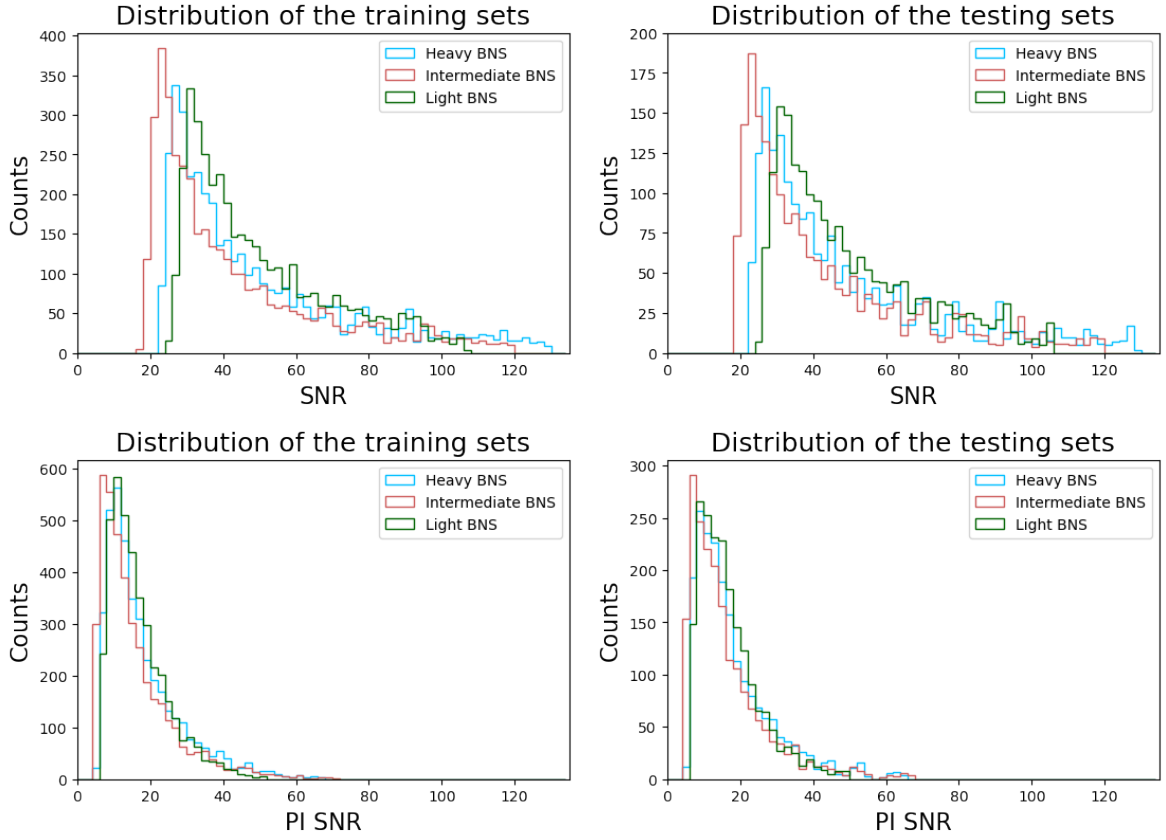 Distribution of the training sets
400
350
300
250
200
150
100
50
0
Counts
0 20 40 60 80 100 120
SNR
Heavy BNS
Intermediate BNS
Light BNS
Distribution of the testing sets
200
175
150
125
100
75
50
25
0
Counts
0 20 40 60 80 100 120
SNR
Heavy BNS
Intermediate BNS
Light BNS
Distribution of the training sets
600
500
400
300
200
100
0
Counts
0 20 40 60 80 100 120
PI SNR
Heavy BNS
Intermediate BNS
Light BNS
Distribution of the testing sets
300
250
200
150
100
50
0
Counts
0 20 40 60 80 100 120
PI SNR
Heavy BNS
Intermediate BNS
Light BNS